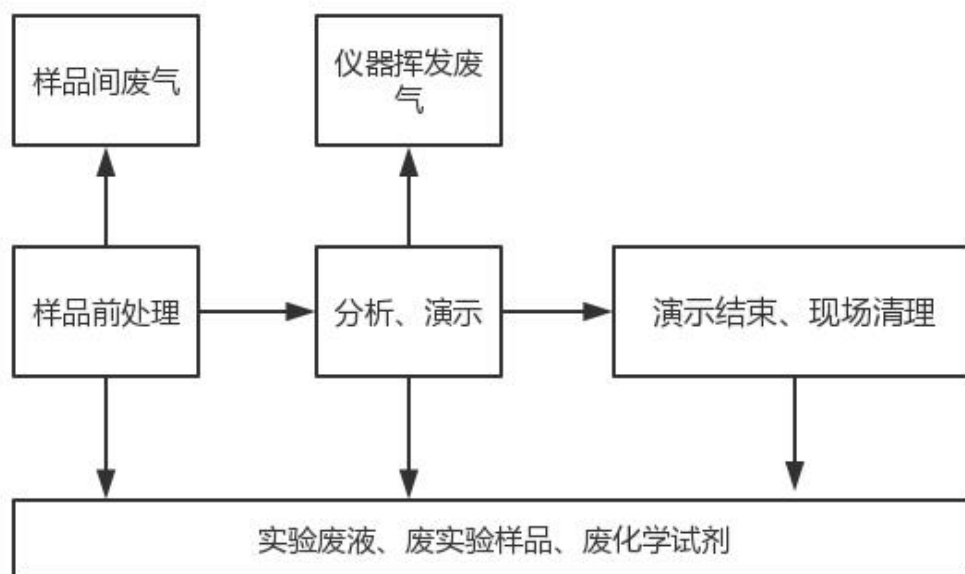 样品间废气
仪器挥发废
气
样品前处理
分析、演示
演示结束、现场清理
实验废液、废实验样品、废化学试剂